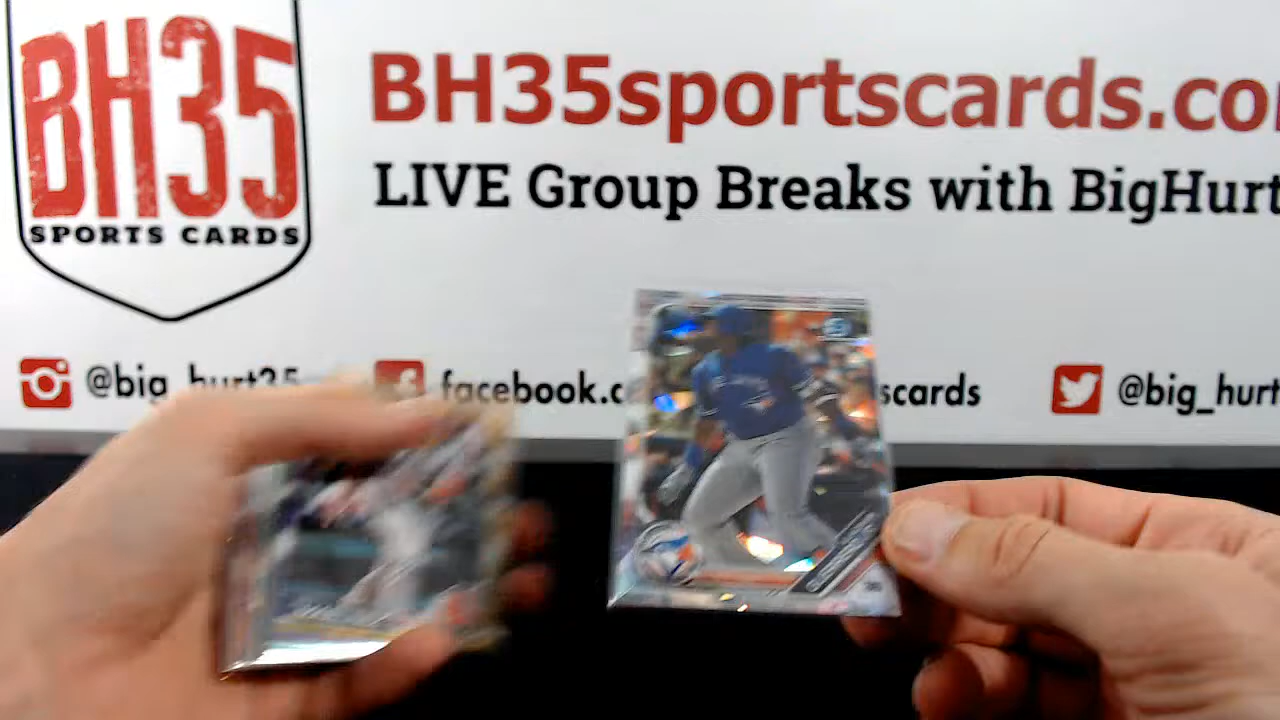 BH35
SPORTS CARDS
BH35sportscards.co
LIVE Group Breaks with BigHurt
@big_hurt35
facebook.c
scards
@big_hurt